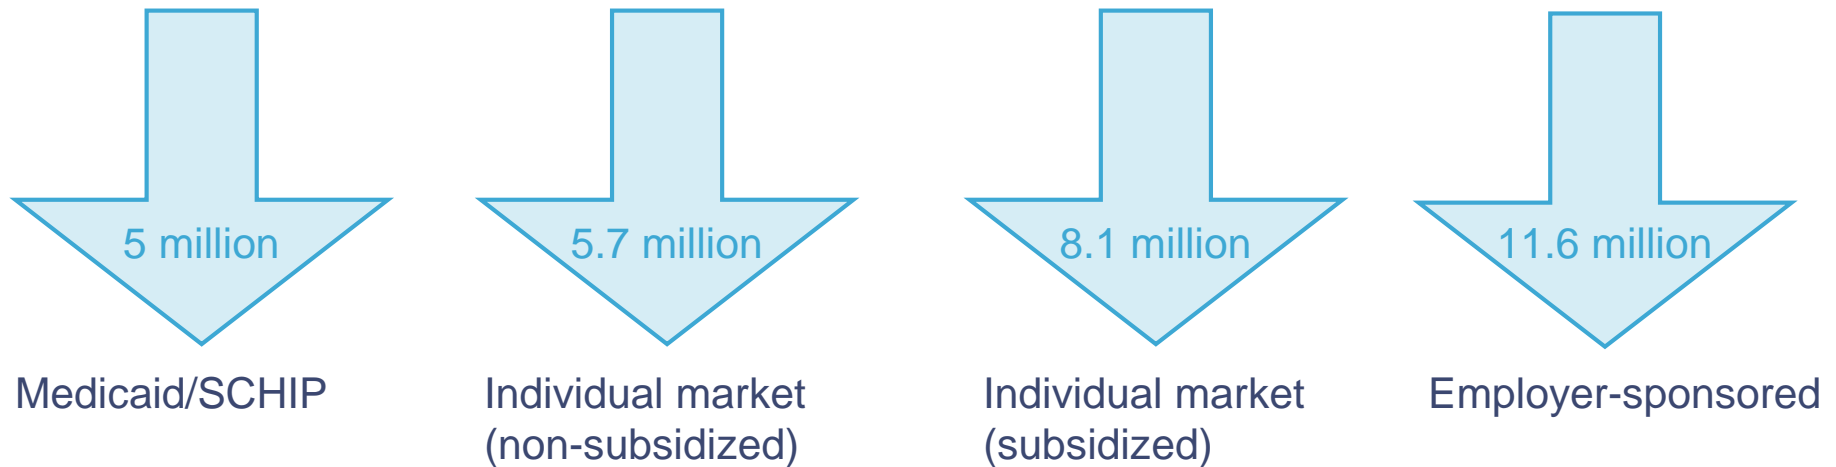 5 million
5.7 million
8.1 million
11.6 million
Medicaid/SCHIP
Individual market
(non-subsidized)
Individual market
(subsidized)
Employer-sponsored